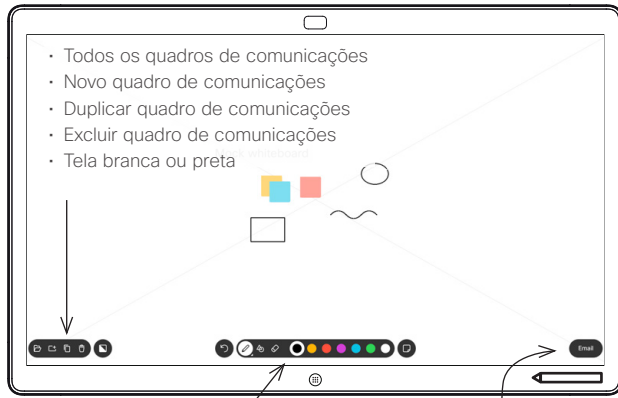 • Todos os quadros de comunicações
• Novo quadro de comunicações
• Duplicar quadro de comunicações
• Excluir quadro de comunicações
• Tela branca ou preta
Email